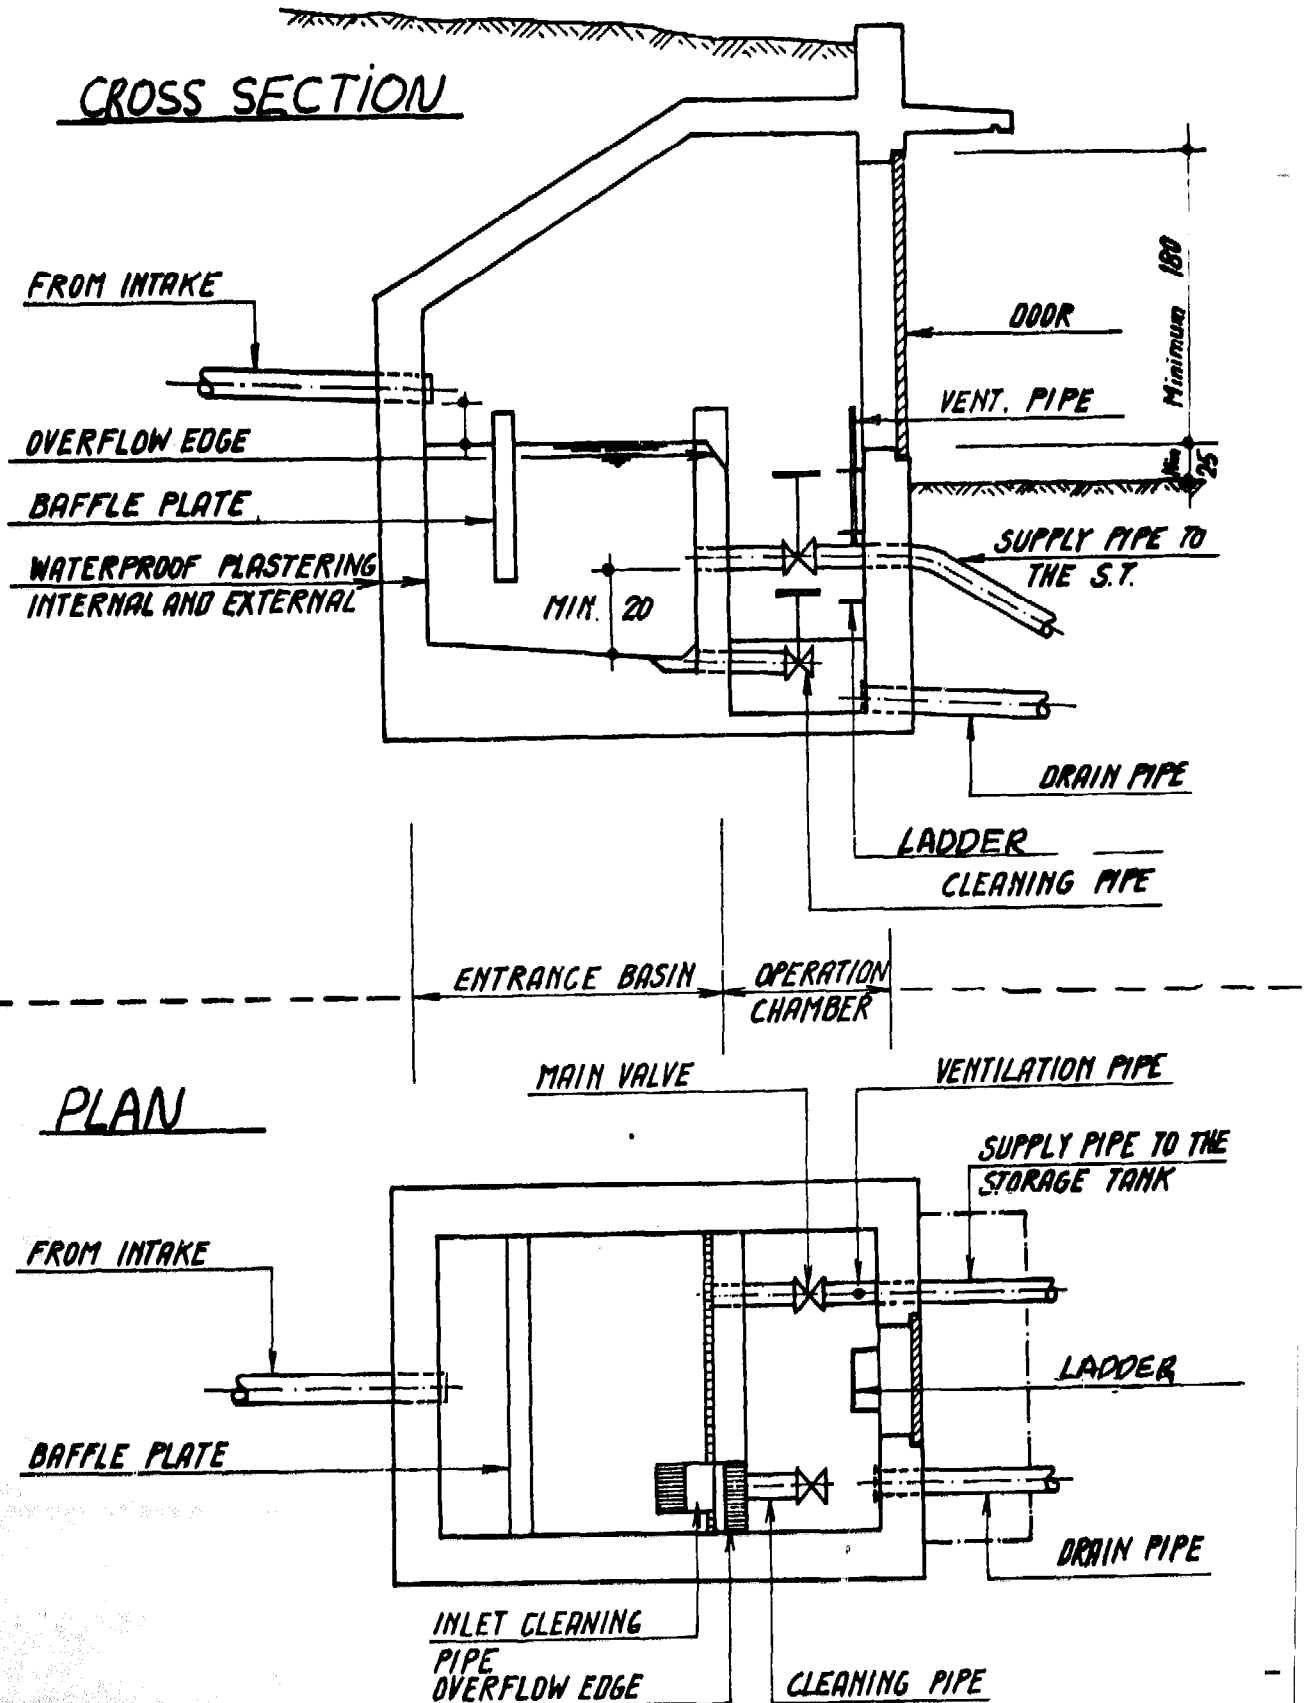 CROSS SECTION
FROM INTAKE
OVERFLOW EDGE
BAFFLE PLATE
WATERPROOF PLASTERING
INTERNAL AND EXTERNAL
MIN. 20
DOOR
VENT. PIPE
Minimum 180
Min 25
SUPPLY PIPE TO
THE S.T.
DRAIN PIPE
LADDER
CLEANING PIPE
ENTRANCE BASIN
OPERATION
CHAMBER
PLAN
MAIN VALVE
VENTILATION PIPE
SUPPLY PIPE TO THE
STORAGE TANK
FROM INTAKE
LADDER
BAFFLE PLATE
DRAIN PIPE
INLET CLEANING
PIPE
OVERFLOW EDGE
CLEANING PIPE